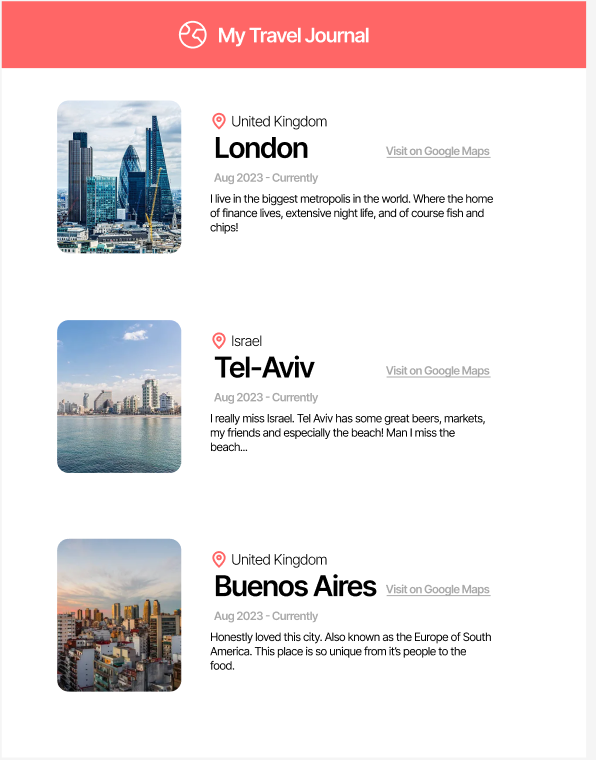 My Travel Journal
United Kingdom
London
Visit on Google Maps
Aug 2023 - Currently
I live in the biggest metropolis in the world. Where the home
of finance lives, extensive night life, and of course fish and
chips!
Israel
Tel-Aviv
Visit on Google Maps
Aug 2023 - Currently
I really miss Israel. Tel Aviv has some great beers, markets,
my friends and especially the beach! Man I miss the
beach...
United Kingdom
Buenos Aires
Visit on Google Maps
Aug 2023 - Currently
Honestly loved this city. Also known as the Europe of South
America. This place is so unique from it's people to the
food.